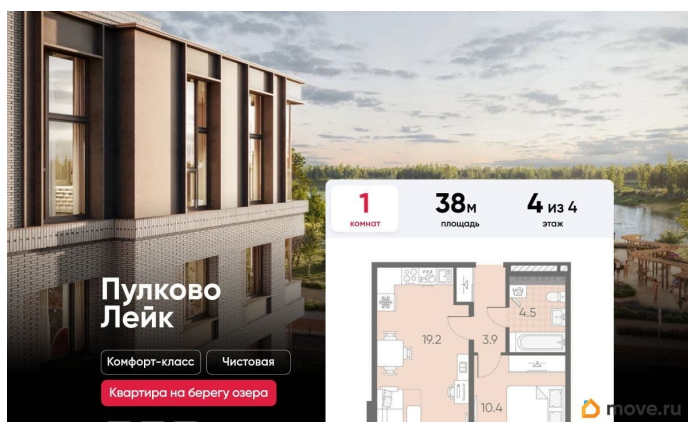 1
комнат
38м
площадь
4 из 4
этаж
Пулково
Лейк
Комфорт-класс
Чистовая
Квартира на берегу озера
19.2
3.9
4.5
10.4
move.ru